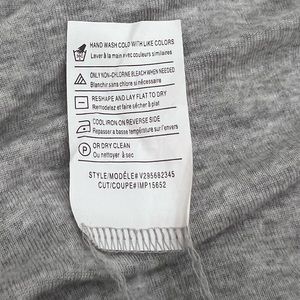 HAND WASH COLD WITH LIKE COLORS
Laver à la main avec couleurs similaires
ONLY NON-CHLORINE BLEACH WHEN NEEDED
Blanchir sans chlore si nécessaire
RESHAPE AND LAY FLAT TO DRY
Remodelez et faire sécher à plat
COOL IRON ON REVERSE SIDE
Repasser a basse température sur l'envers
P
OR DRY CLEAN
Ou nettoyer à sec
STYLE/MODÈLE# V295682345
CUT/COUPE# IMP15652